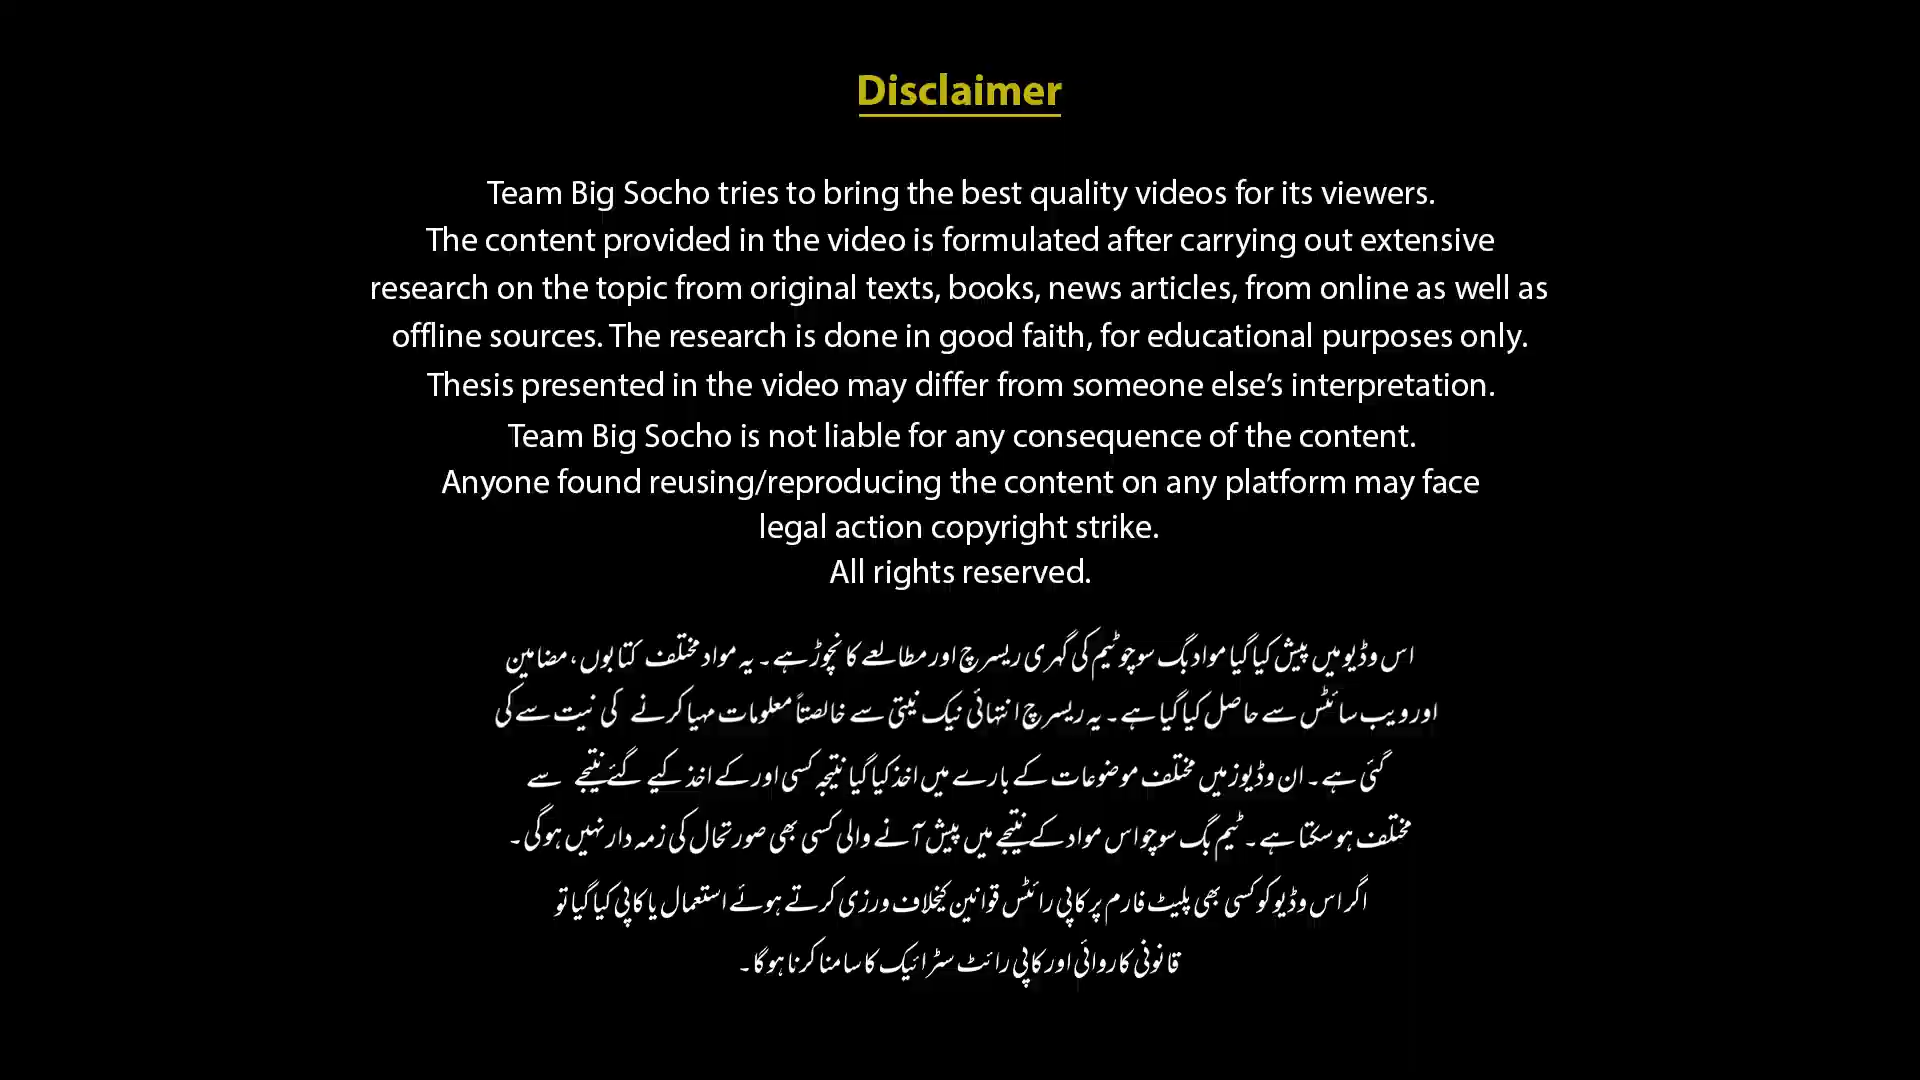 Disclaimer
Team Big Socho tries to bring the best quality videos for its viewers.
The content provided in the video is formulated after carrying out extensive
research on the topic from original texts, books, news articles, from online as well as
offline sources. The research is done in good faith, for educational purposes only.
Thesis presented in the video may differ from someone else’s interpretation.
Team Big Socho is not liable for any consequence of the content.
Anyone found reusing/reproducing the content on any platform may face
legal action copyright strike.
All rights reserved.
اس وڈیو میں پیش کیا گیا مواد بگ سوچو ٹیم کی گہری ریسرچ اور مطالعے کا نچوڑ ہے۔ یہ مواد مختلف کتابوں، مضامین
اور ویب سائٹس سے حاصل کیا گیا ہے۔ یہ ریسرچ انتہائی نیک نیتی سے خالصتاً معلومات مہیا کرنے کی نیت سے کی
گئی ہے۔ ان وڈیوز میں مختلف موضوعات کے بارے میں اخذ کیا گیا نتیجہ کسی اور کے اخذ کیے گئے نتیجے سے
مختلف ہو سکتا ہے۔ ٹیم بگ سوچو اس مواد کے نتیجے میں پیش آنے والی کسی بھی صورتحال کی زمہ دار نہیں ہوگی۔
اگر اس وڈیو کو کسی بھی پلیٹ فارم پر کاپی رائٹس قوانین کیخلاف ورزی کرتے ہوئے استعمال یا کاپی کیا گیا تو
قانونی کاروائی اور کاپی رائٹ سٹرائیک کا سامنا کرنا ہوگا۔